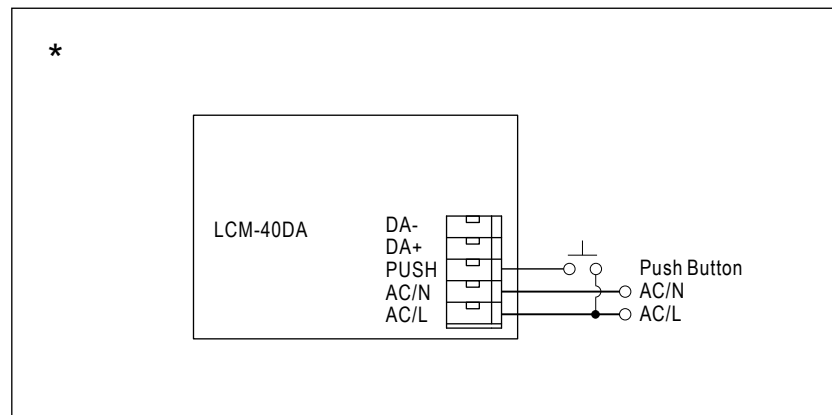 *
LCM-40DA
DA-
DA+
PUSH
AC/N
AC/L
Push Button
AC/N
AC/L